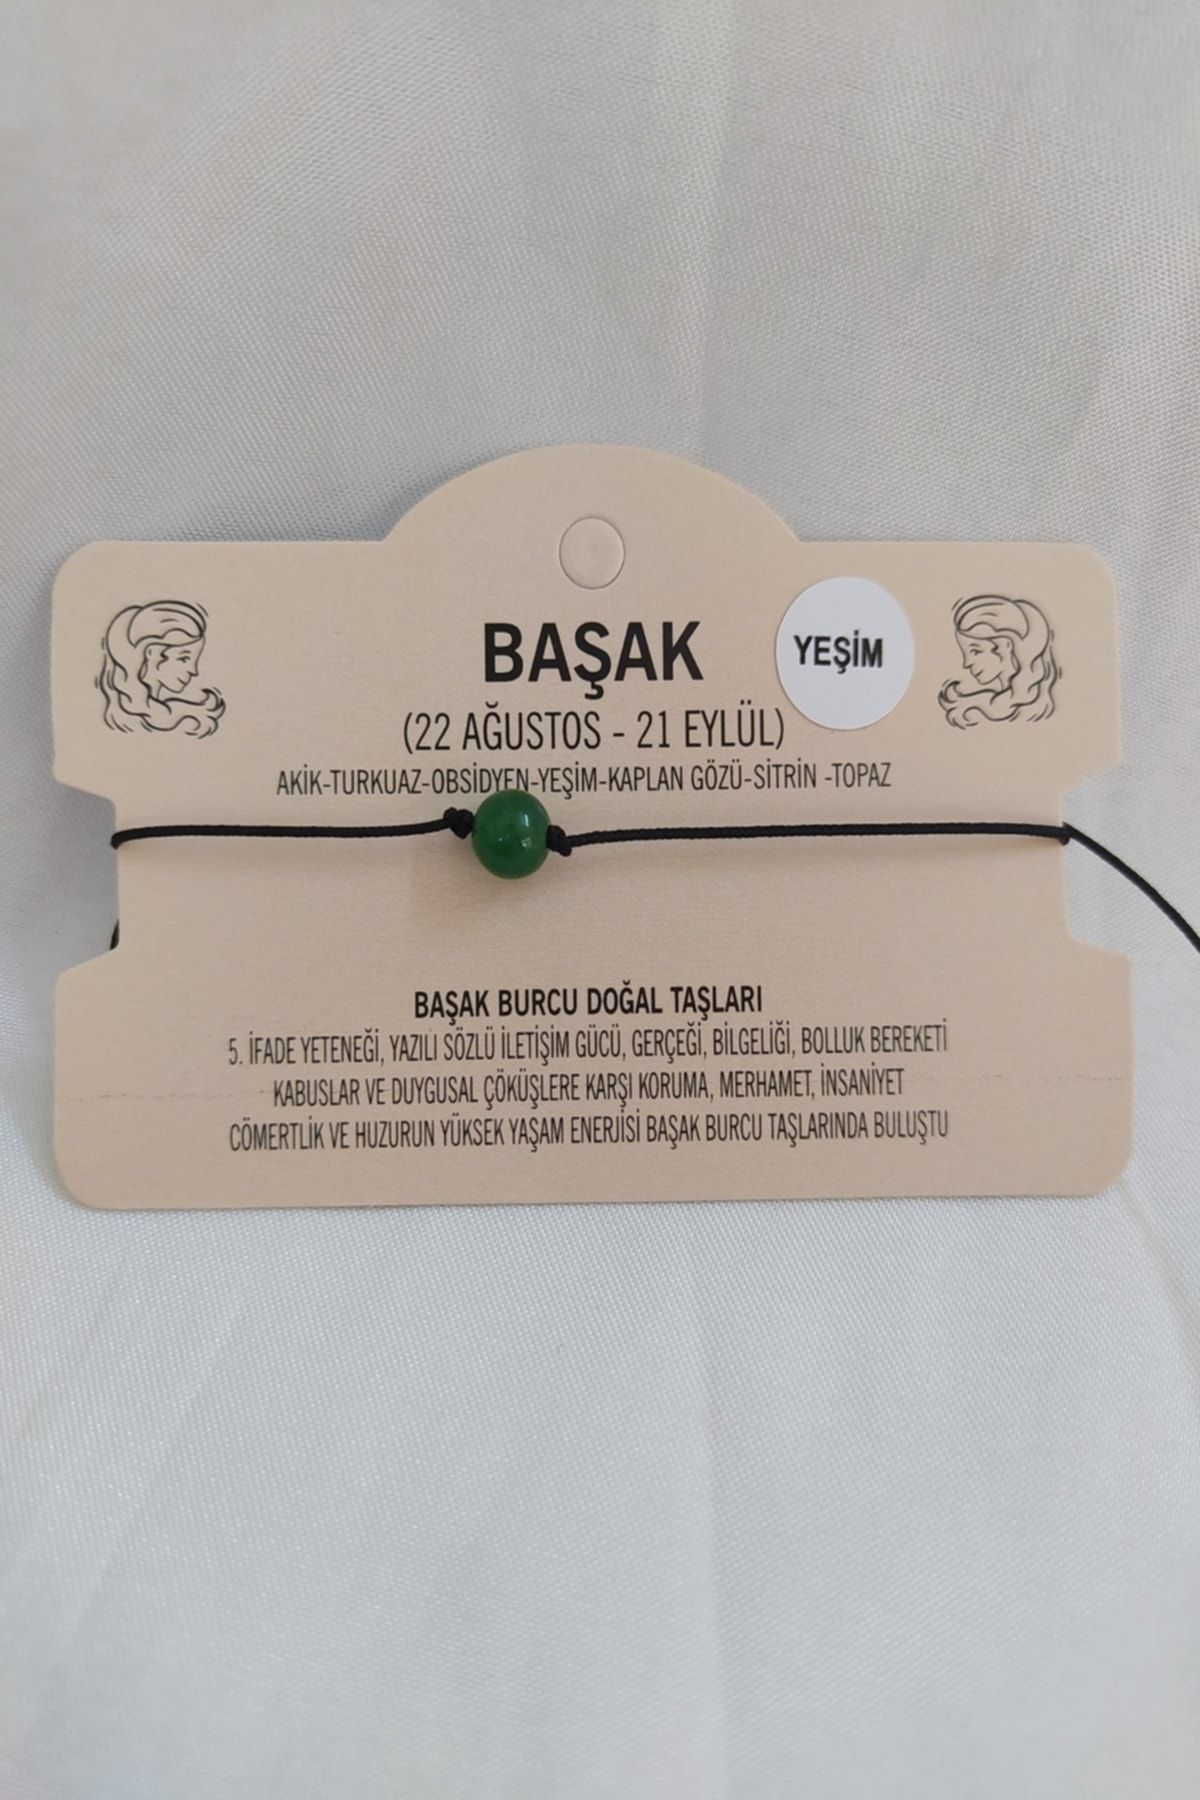 BAŞAK
YEŞİM
(22 AĞUSTOS - 21 EYLÜL)
AKİK-TURKUAZ-OBSİDYEN-YEŞİM-KAPLAN GÖZÜ-SİTRİN -TOPAZ
BAŞAK BURCU DOĞAL TAŞLARI
5. İFADE YETENEĞİ, YAZILI SÖZLÜ İLETİŞİM GÜCÜ, GERÇEĞİ, BİLGELİĞİ, BOLLUK BEREKETİ
KABUSLAR VE DUYGUSAL ÇÖKÜŞLERE KARŞI KORUMA, MERHAMET, İNSANİYET
CÖMERTLİK VE HUZURUN YÜKSEK YAŞAM ENERJİSİ BAŞAK BURCU TAŞLARINDA BULUŞTU